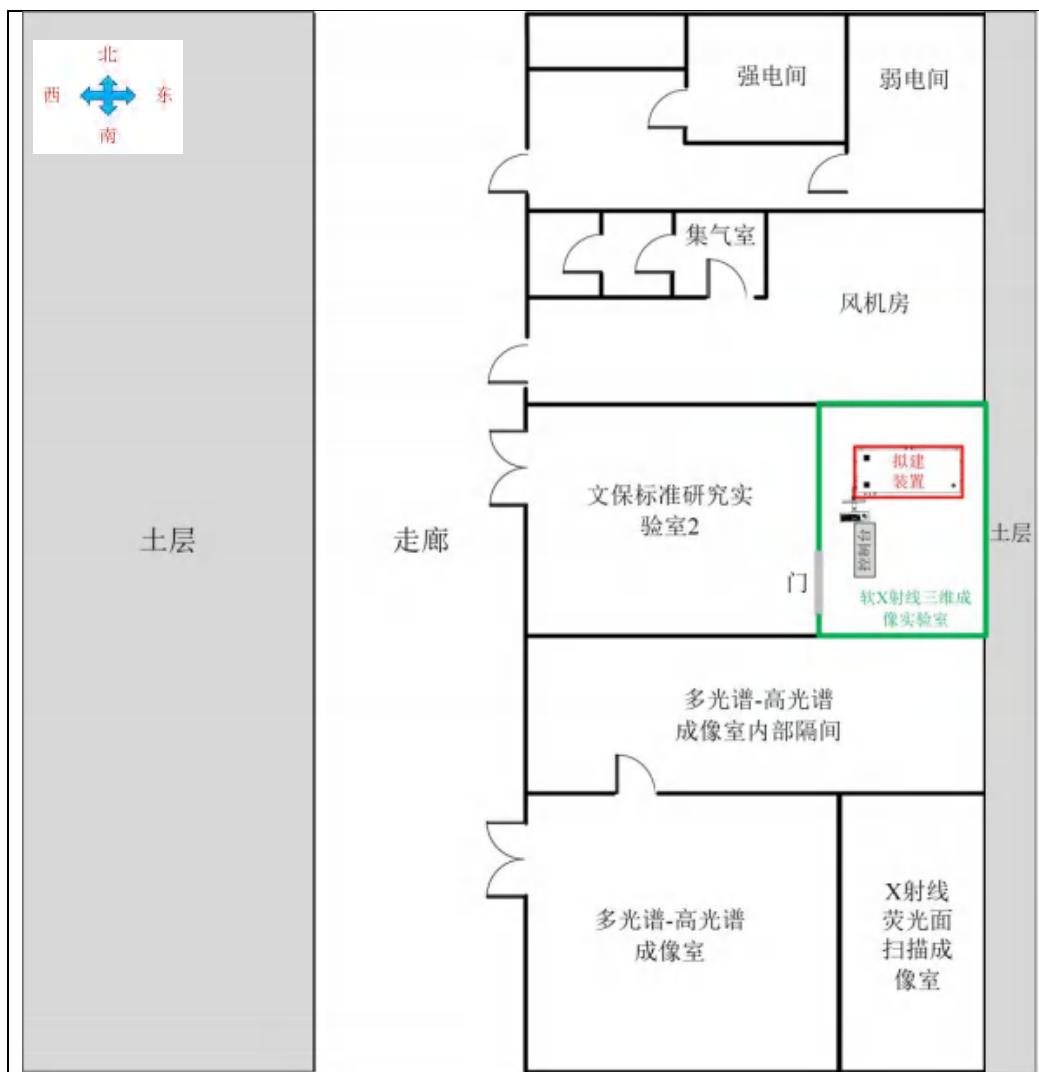 北
西
东
南
强电间
弱电间
集气室
风机房
拟建
装置
文保标准研究实
验室2
土层
走廊
土层
门
软X射线三维成
像实验室
多光谱-高光谱
成像室内部隔间
多光谱-高光谱
成像室
X射线
荧光面
扫描成
像室